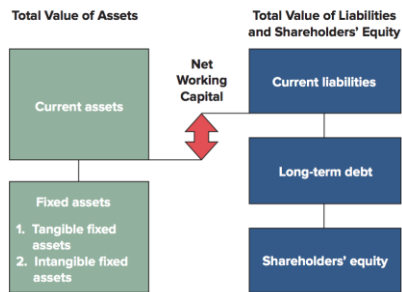 Total Value of Assets
Total Value of Liabilities
and Shareholders' Equity
Net
Working
Capital
Current assets
Current liabilities
Long-term debt
Fixed assets
1. Tangible fixed
assets
2. Intangible fixed
assets
Shareholders' equity